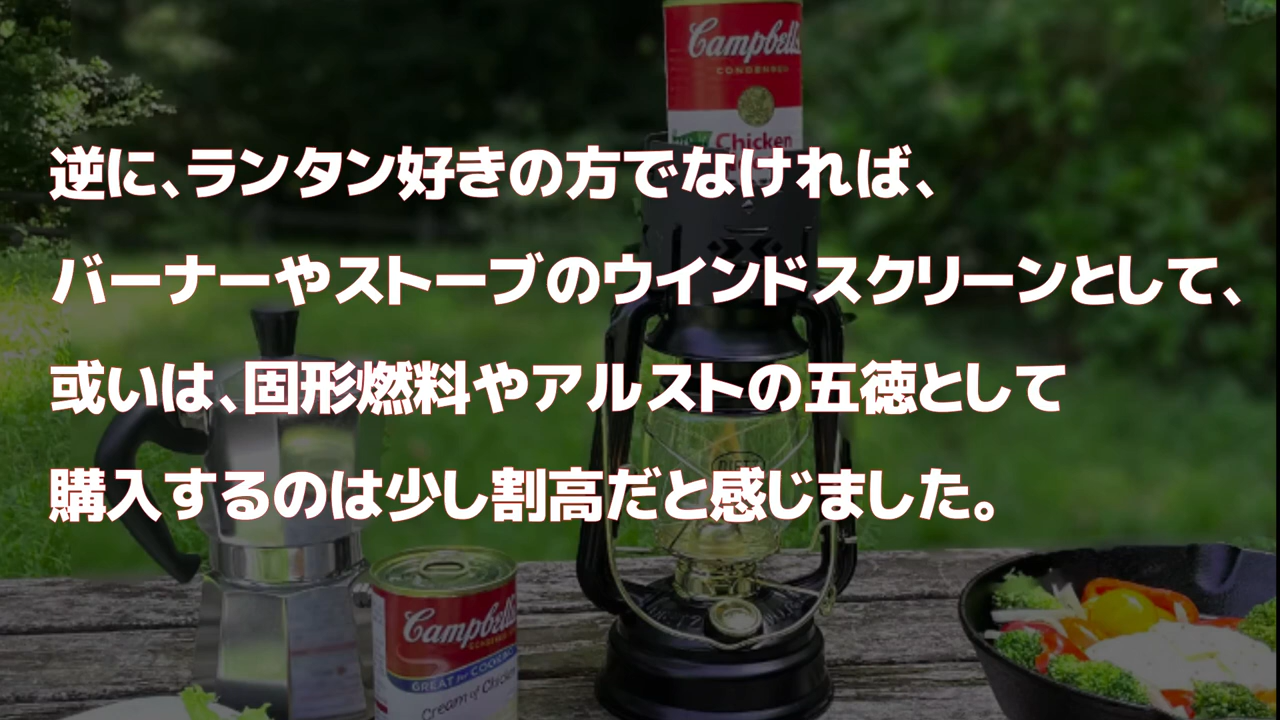 Campbell's
CONDENSED
Chicken
逆に、ランタン好きの方でなければ、
バーナーやストーブのウインドスクリーンとして、
或いは、固形燃料やアルストの五徳として
購入するのは少し割高だと感じました。
DIETZ
Campbell's
CONDENSED
GREAT for COOKING
Cream of Chicken